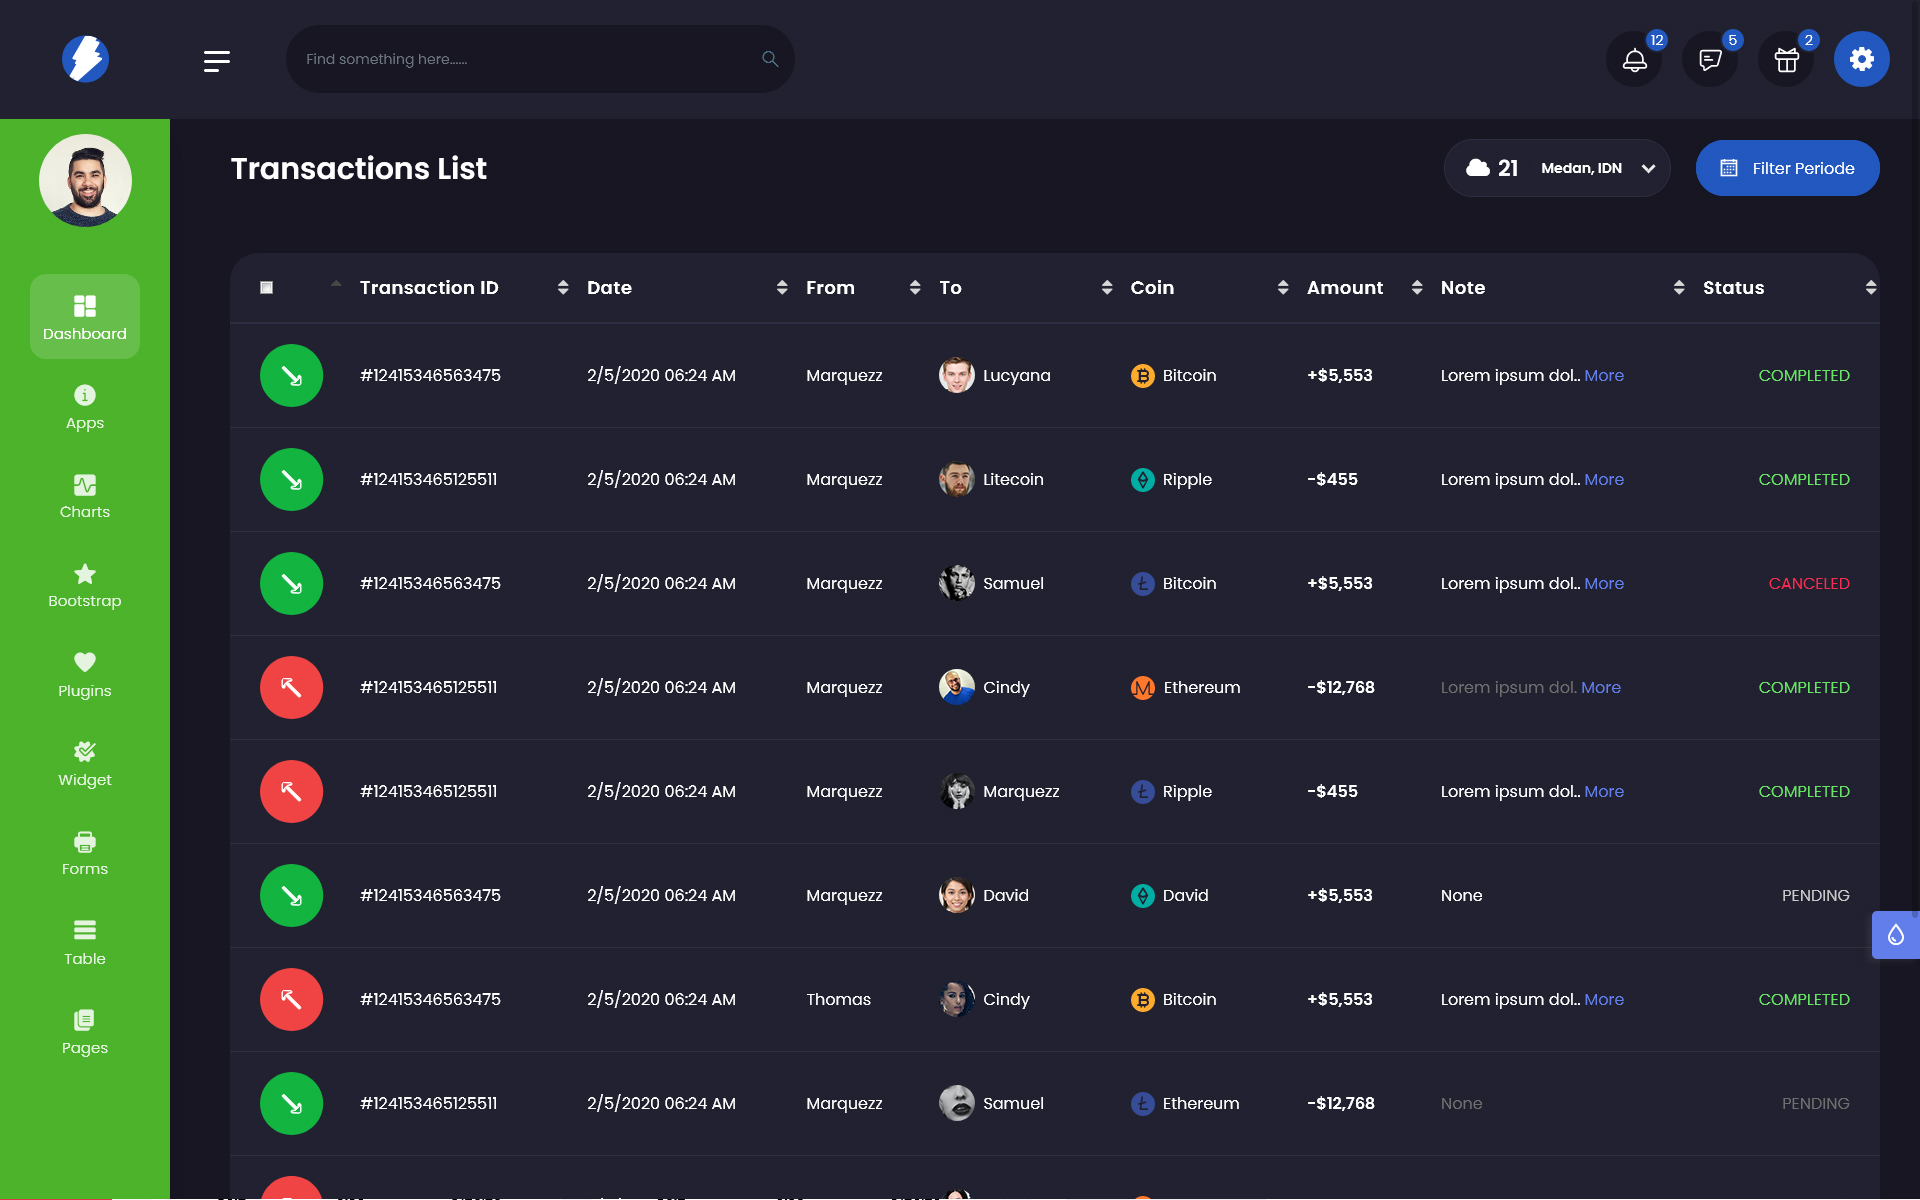 Find something here......
12
5
2
Transactions List
21 Medan, IDN
Filter Periode
Dashboard
Apps
Charts
Bootstrap
Plugins
Widget
Forms
Table
Pages
Transaction ID Date From To Coin Amount Note Status
#12415346563475 2/5/2020 06:24 AM Marquezz Lucyana Bitcoin +$5,553 Lorem ipsum dol.. More COMPLETED
#124153465125511 2/5/2020 06:24 AM Marquezz Litecoin Ripple -$455 Lorem ipsum dol.. More COMPLETED
#12415346563475 2/5/2020 06:24 AM Marquezz Samuel Bitcoin +$5,553 Lorem ipsum dol.. More CANCELED
#124153465125511 2/5/2020 06:24 AM Marquezz Cindy Ethereum -$12,768 Lorem ipsum dol. More COMPLETED
#124153465125511 2/5/2020 06:24 AM Marquezz Marquezz Ripple -$455 Lorem ipsum dol.. More COMPLETED
#12415346563475 2/5/2020 06:24 AM Marquezz David David +$5,553 None PENDING
#12415346563475 2/5/2020 06:24 AM Thomas Cindy Bitcoin +$5,553 Lorem ipsum dol.. More COMPLETED
#124153465125511 2/5/2020 06:24 AM Marquezz Samuel Ethereum -$12,768 None PENDING